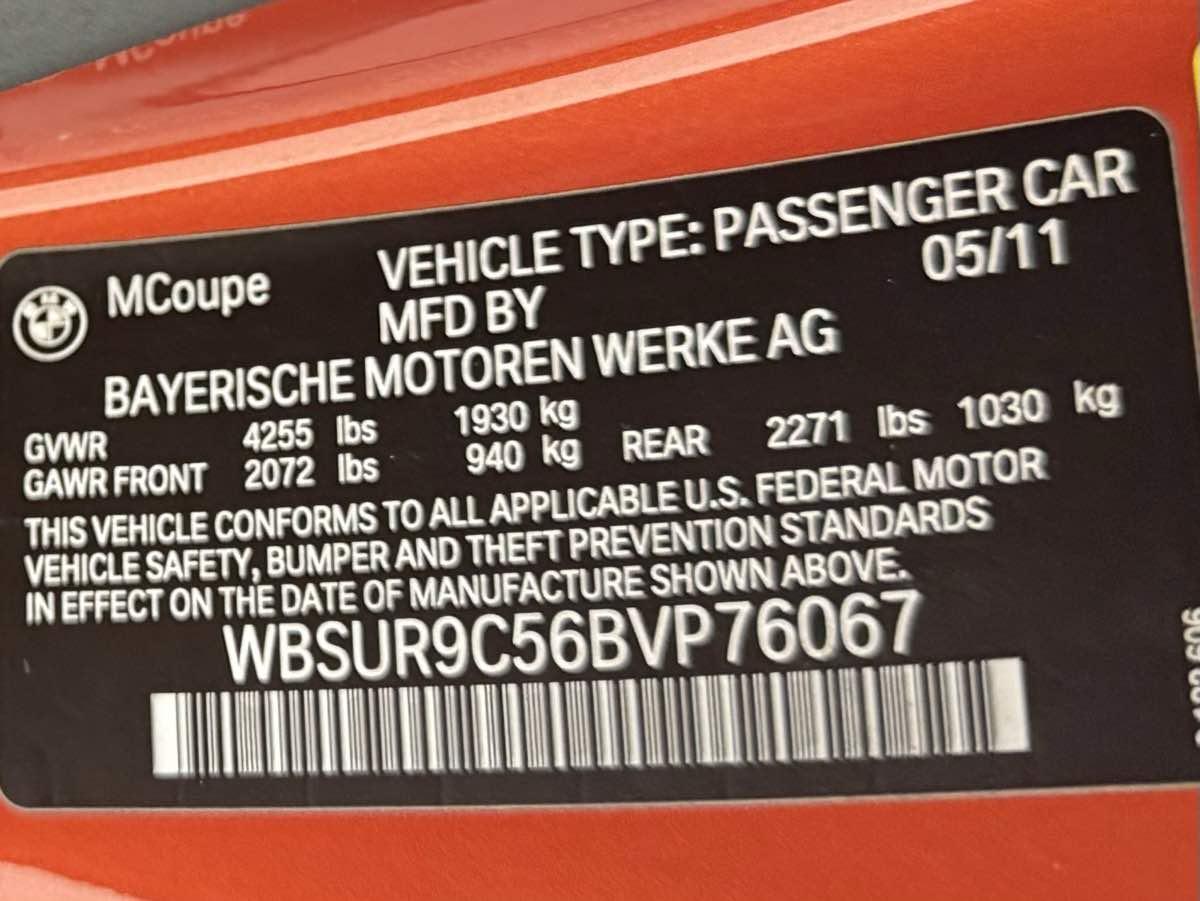 MCoupe
VEHICLE TYPE: PASSENGER CAR
MFD BY 05/11
BAYERISCHE MOTOREN WERKE AG
GVWR 4255 lbs 1930 kg
GAWR FRONT 2072 lbs 940 kg REAR 2271 lbs 1030 kg
THIS VEHICLE CONFORMS TO ALL APPLICABLE U.S. FEDERAL MOTOR
VEHICLE SAFETY, BUMPER AND THEFT PREVENTION STANDARDS
IN EFFECT ON THE DATE OF MANUFACTURE SHOWN ABOVE.
WBSUR9C56BVP76067